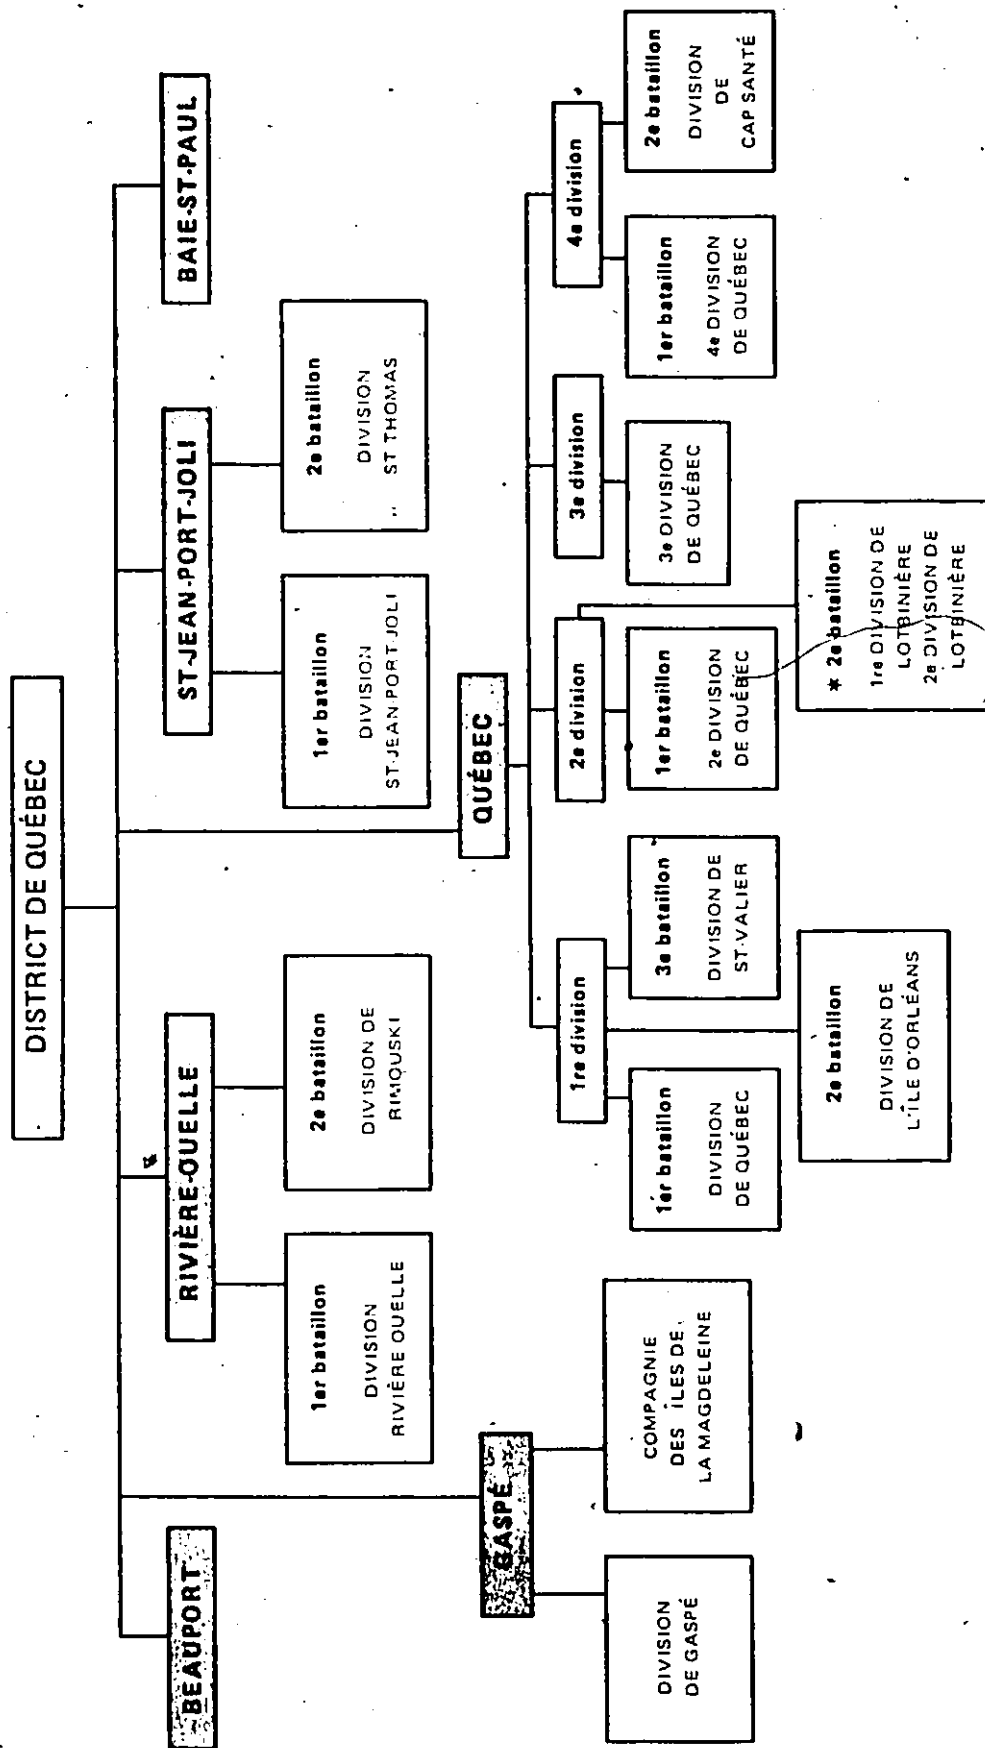 DISTRICT DE QUÉBEC
BEAUPORT
RIVIÈRE-OUELLE
ST-JEAN-PORT-JOLI
BAIE-ST-PAUL
1er bataillon
DIVISION
RIVIÈRE OUELLE
2e bataillon
DIVISION DE
RIMOUSKI
1er bataillon
DIVISION
ST-JEAN-PORT-JOLI
2e bataillon
DIVISION
ST THOMAS
GASPÉ
DIVISION
DE GASPÉ
COMPAGNIE
DES ÎLES DE
LA MAGDELEINE
QUÉBEC
1re division
1er bataillon
DIVISION
DE QUÉBEC
2e bataillon
DIVISION DE
L'ÎLE D'ORLÉANS
3e bataillon
DIVISION DE
ST-VALIER
2e division
1er bataillon
2e DIVISION
DE QUÉBEC
* 2e bataillon
1re DIVISION DE
LOTBINIÈRE
2e DIVISION DE
LOTBINIÈRE
3e division
3e DIVISION
DE QUÉBEC
4e division
1er bataillon
4e DIVISION
DE QUÉBEC
2e bataillon
DIVISION
DE
CAP SANTÉ